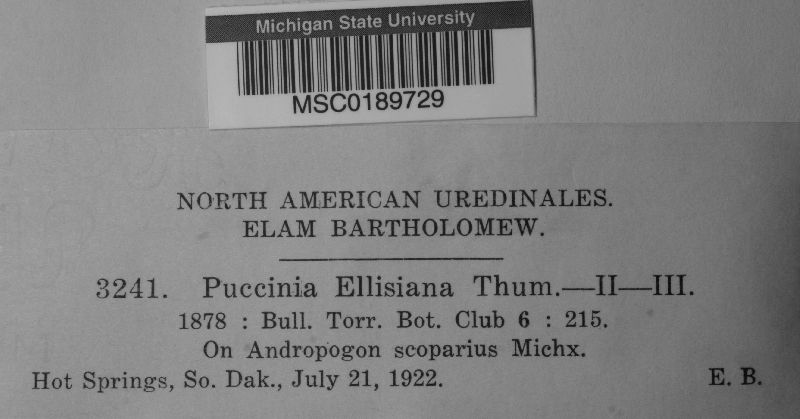 Michigan State University
MSC0189729
NORTH AMERICAN UREDINALES.
ELAM BARTHOLOMEW.
3241. Puccinia Ellisiana Thum.—II—III.
1878 : Bull. Torr. Bot. Club 6 : 215.
On Andropogon scoparius Michx.
Hot Springs, So. Dak., July 21, 1922. E. B.